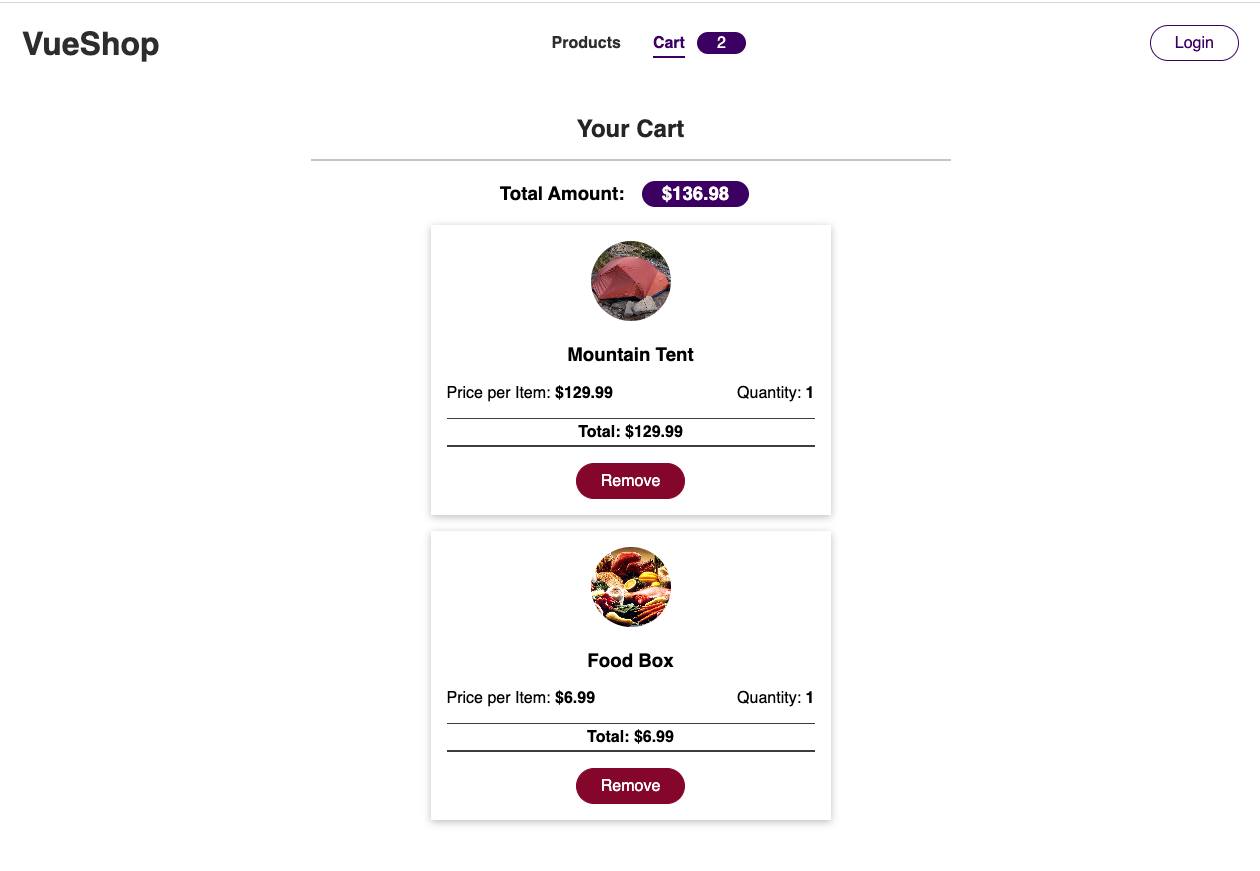 VueShop
Products Cart 2
Login
Your Cart
Total Amount: $136.98
Mountain Tent
Price per Item: $129.99 Quantity: 1
Total: $129.99
Remove
Food Box
Price per Item: $6.99 Quantity: 1
Total: $6.99
Remove